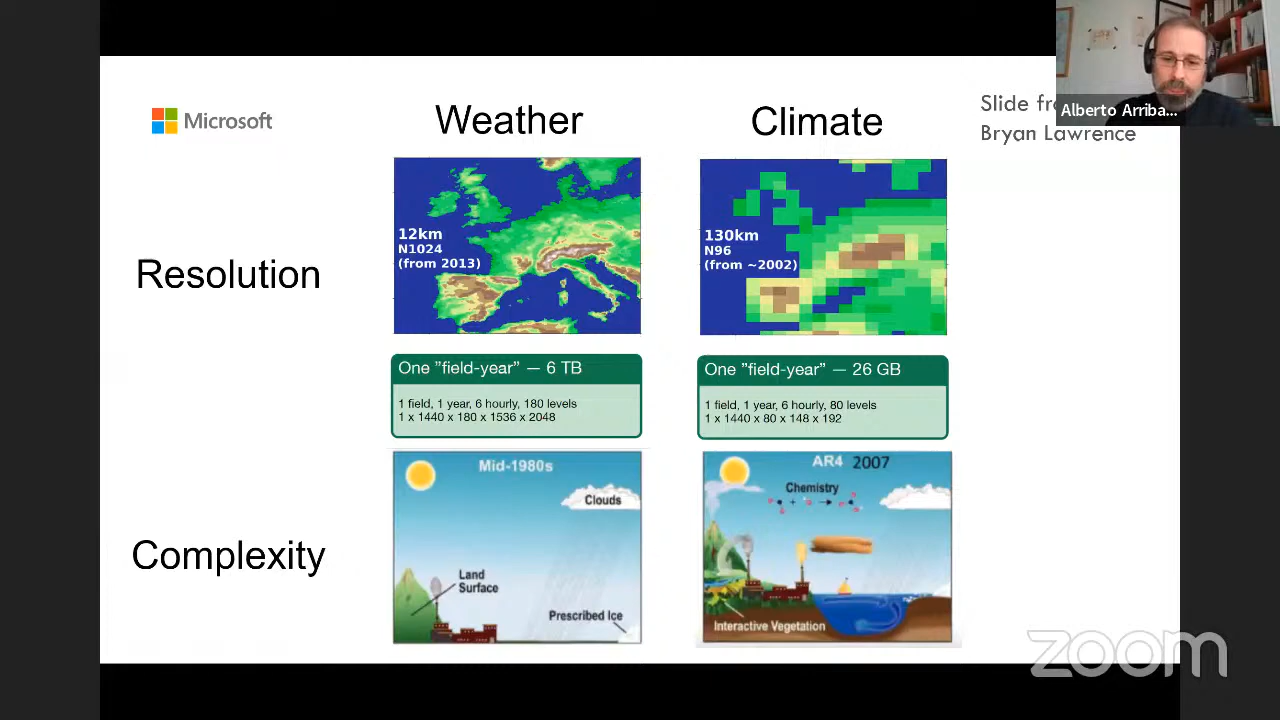 Microsoft
Weather
Climate
Slide fr
Bryan Lawrence
Alberto Arriba...
Resolution
12km
N1024
(from 2013)
130km
N96
(from ~2002)
One "field-year" — 6 TB
1 field, 1 year, 6 hourly, 180 levels
1 x 1440 x 180 x 1536 x 2048
One "field-year" — 26 GB
1 field, 1 year, 6 hourly, 80 levels
1 x 1440 x 80 x 148 x 192
Complexity
Mid-1980s
Clouds
Land
Surface
Prescribed Ice
AR4 2007
Chemistry
Interactive Vegetation
zoom